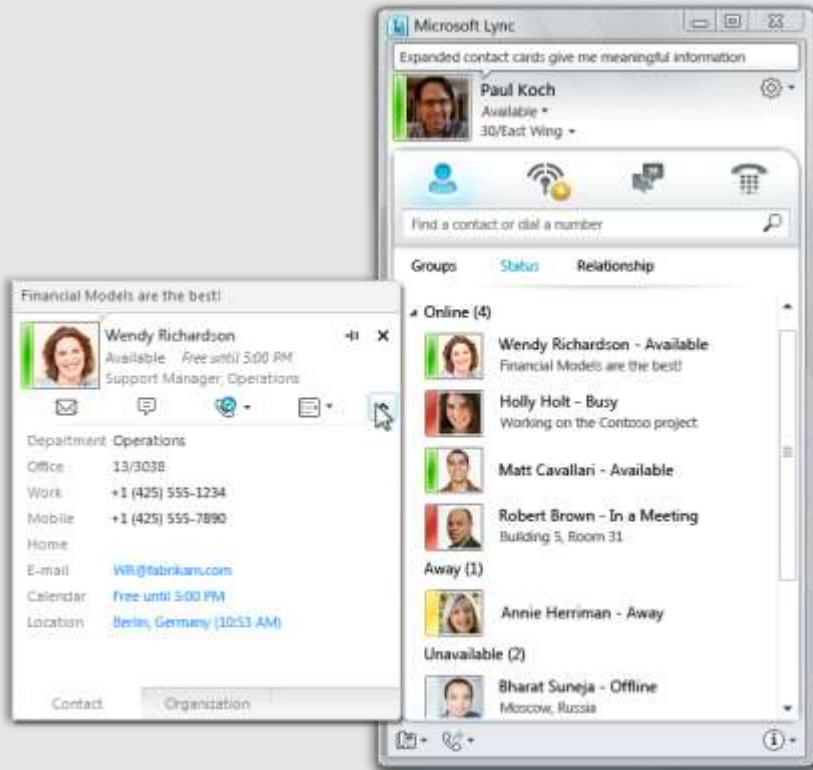 Microsoft Lync
Expanded contact cards give me meaningful information
Paul Koch
Available
30/East Wing
Find a contact or dial a number
Groups Status Relationship
Online (4)
Wendy Richardson - Available
Financial Models are the best!
Holly Holt - Busy
Working on the Contoso project
Matt Cavallari - Available
Robert Brown - In a Meeting
Building 5, Room 31
Away (1)
Annie Herriman - Away
Unavailable (2)
Bharat Suneja - Offline
Moscow, Russia
Financial Models are the best!
Wendy Richardson
Available Free until 5:00 PM
Support Manager, Operations
Department Operations
Office 13/3038
Work +1 (425) 555-1234
Mobile +1 (425) 555-7890
Home
E-mail WR@fabrikam.com
Calendar Free until 5:00 PM
Location Berlin, Germany (10:53 AM)
Contact Organization